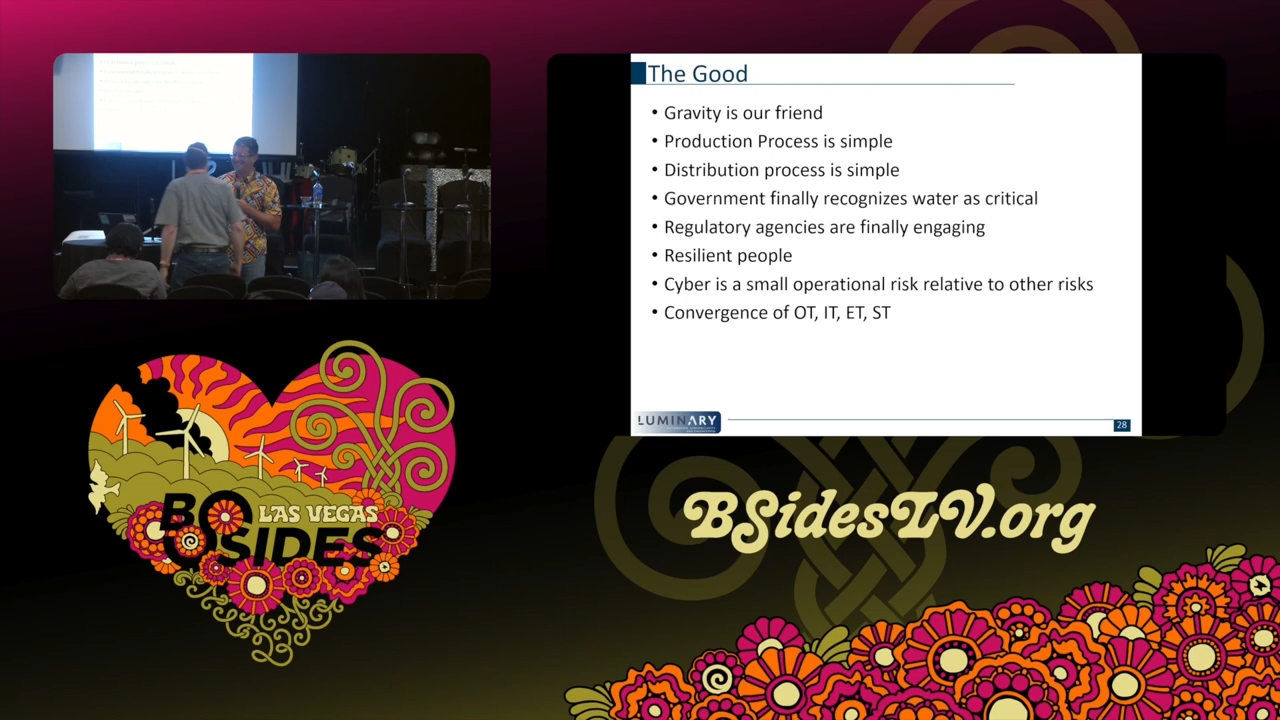 The Good
• Gravity is our friend
• Production Process is simple
• Distribution process is simple
• Government finally recognizes water as critical
• Regulatory agencies are finally engaging
• Resilient people
• Cyber is a small operational risk relative to other risks
• Convergence of OT, IT, ET, ST
LUMINARY
28
LAS VEGAS
BSIDES
BSidesLV.org